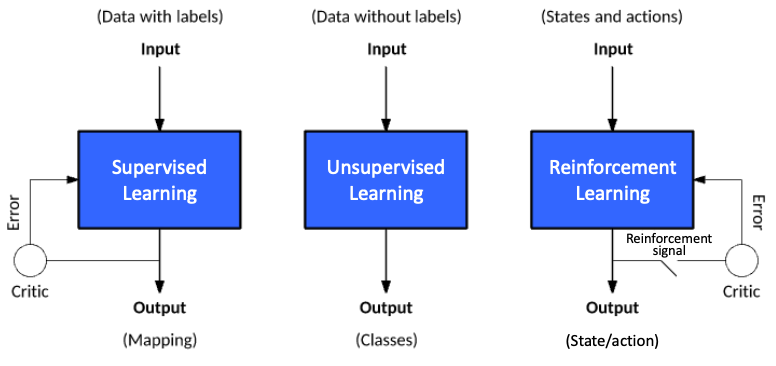 (Data with labels)
Input
Supervised
Learning
Error
Critic
Output
(Mapping)
(Data without labels)
Input
Unsupervised
Learning
Output
(Classes)
(States and actions)
Input
Reinforcement
Learning
Reinforcement
signal
Error
Critic
Output
(State/action)